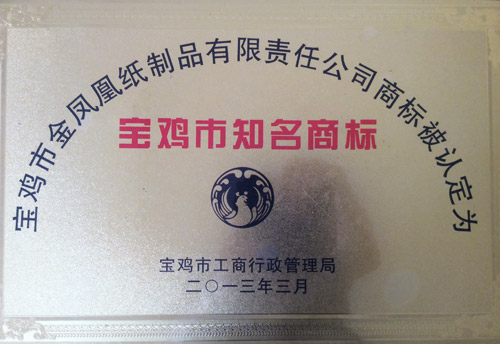 宝鸡市金凤凰纸制品有限责任公司商标被认定为
宝鸡市知名商标
宝鸡市工商行政管理局
二〇一三年三月